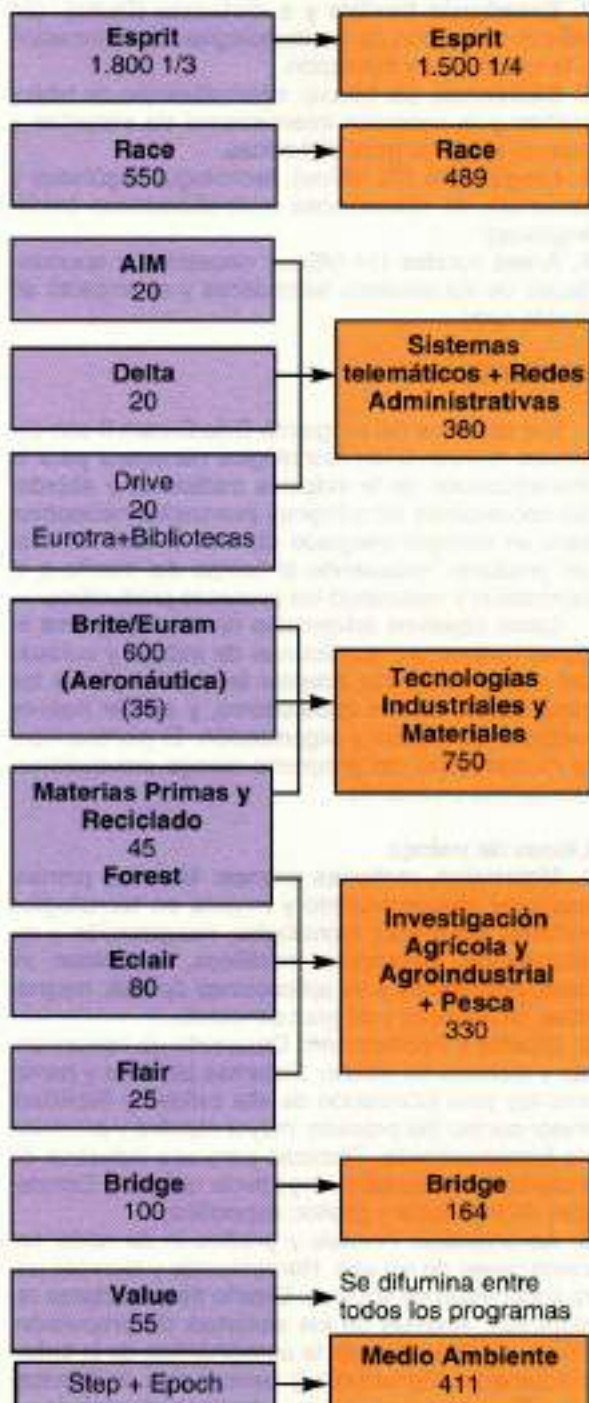 Esprit
1.800 1/3
Esprit
1.500 1/4
Race
550
Race
489
AIM
20
Delta
20
Drive
20
Eurotra+Bibliotecas
Sistemas
telemáticos + Redes
Administrativas
380
Brite/Euram
600
(Aeronáutica)
(35)
Tecnologías
Industriales y
Materiales
750
Materias Primas y
Reciclado
45
Forest
Eclair
80
Flair
25
Investigación
Agrícola y
Agroindustrial
+ Pesca
330
Bridge
100
Bridge
164
Value
55
Se difumina entre
todos los programas
Step + Epoch
Medio Ambiente
411